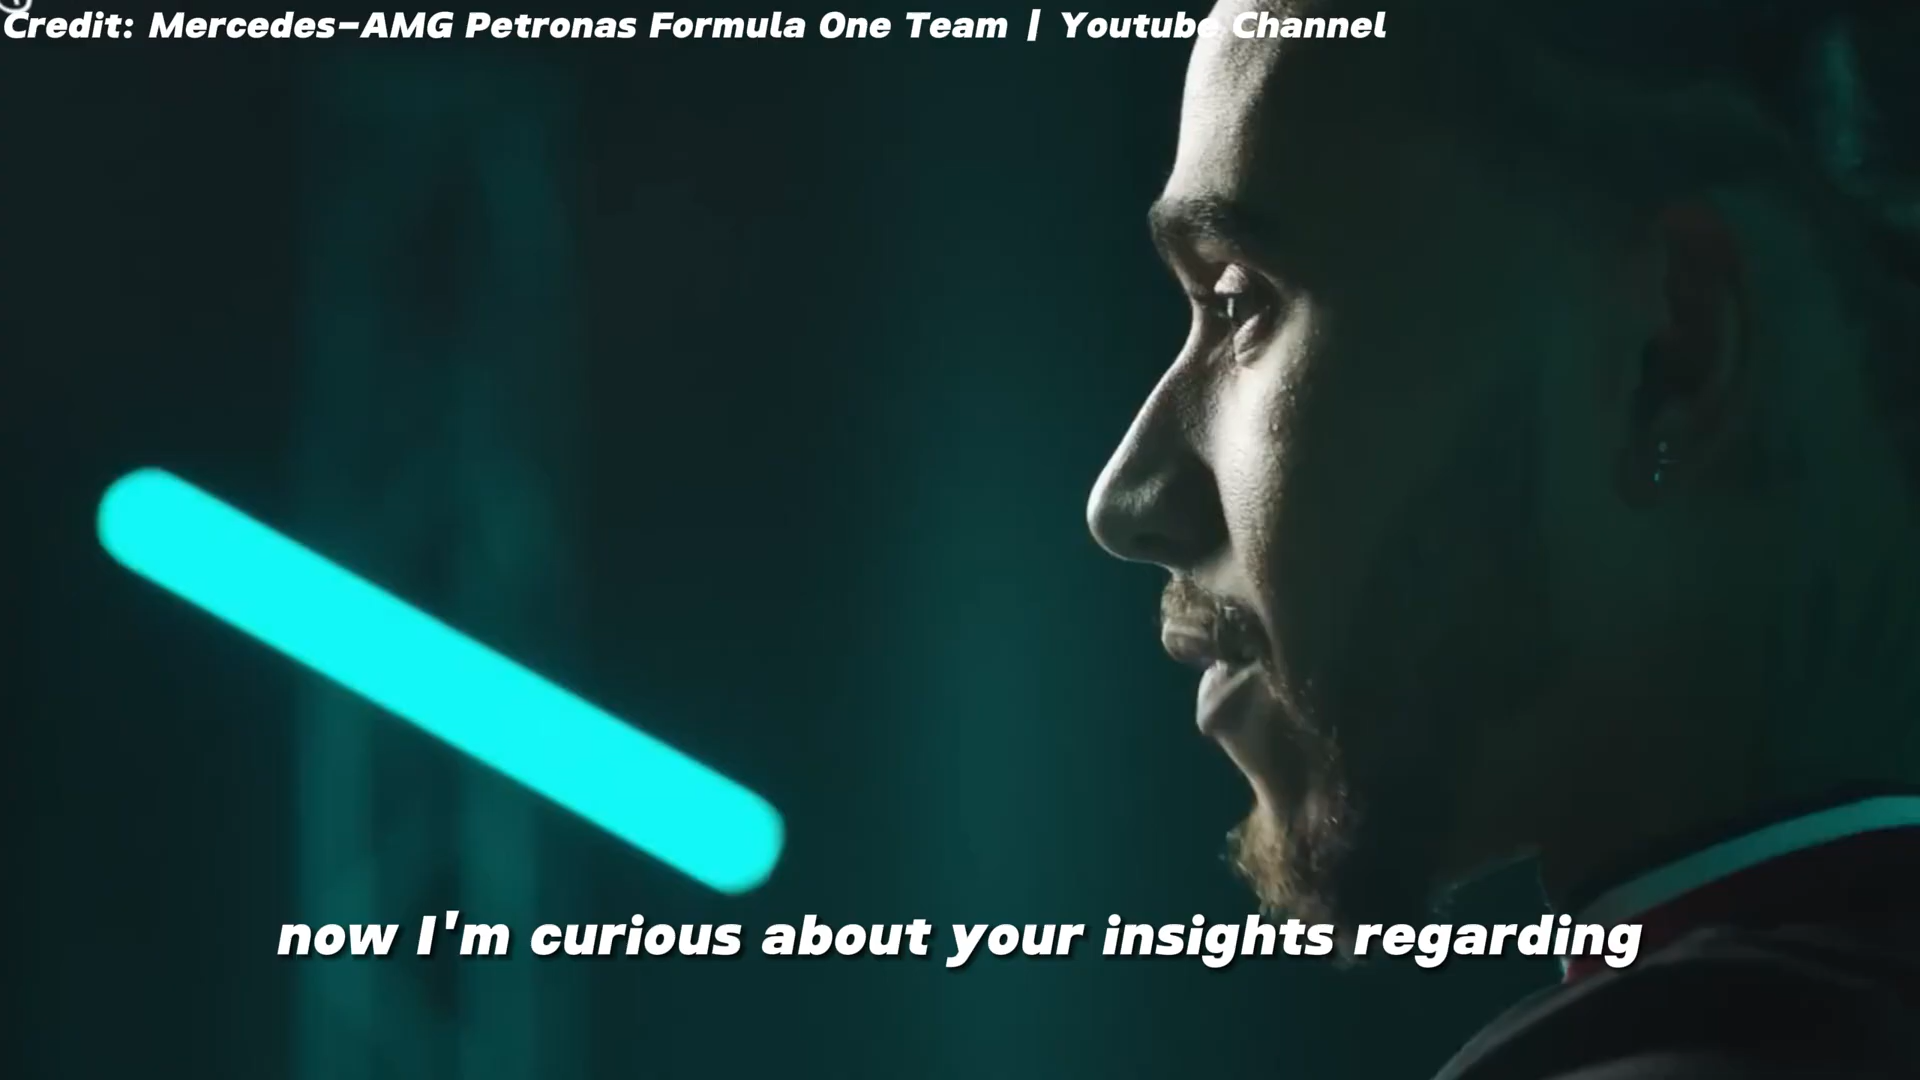 Credit: Mercedes-AMG Petronas Formula One Team | Youtube Channel
now I'm curious about your insights regarding